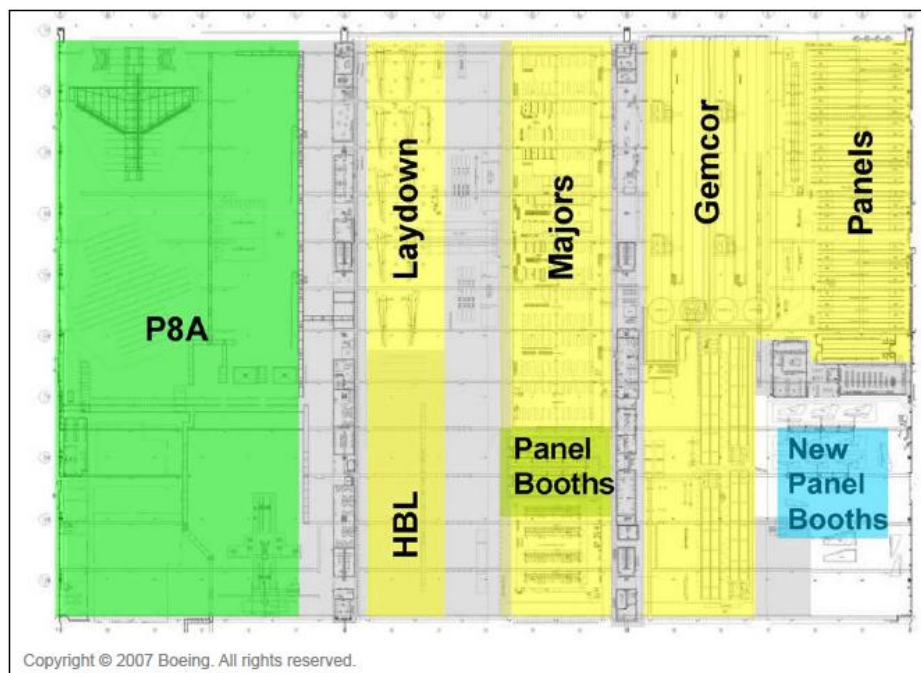 P8A
Laydown
HBL
Majors
Panel
Booths
Gemcor
Panels
New
Panel
Booths
Copyright © 2007 Boeing. All rights reserved.